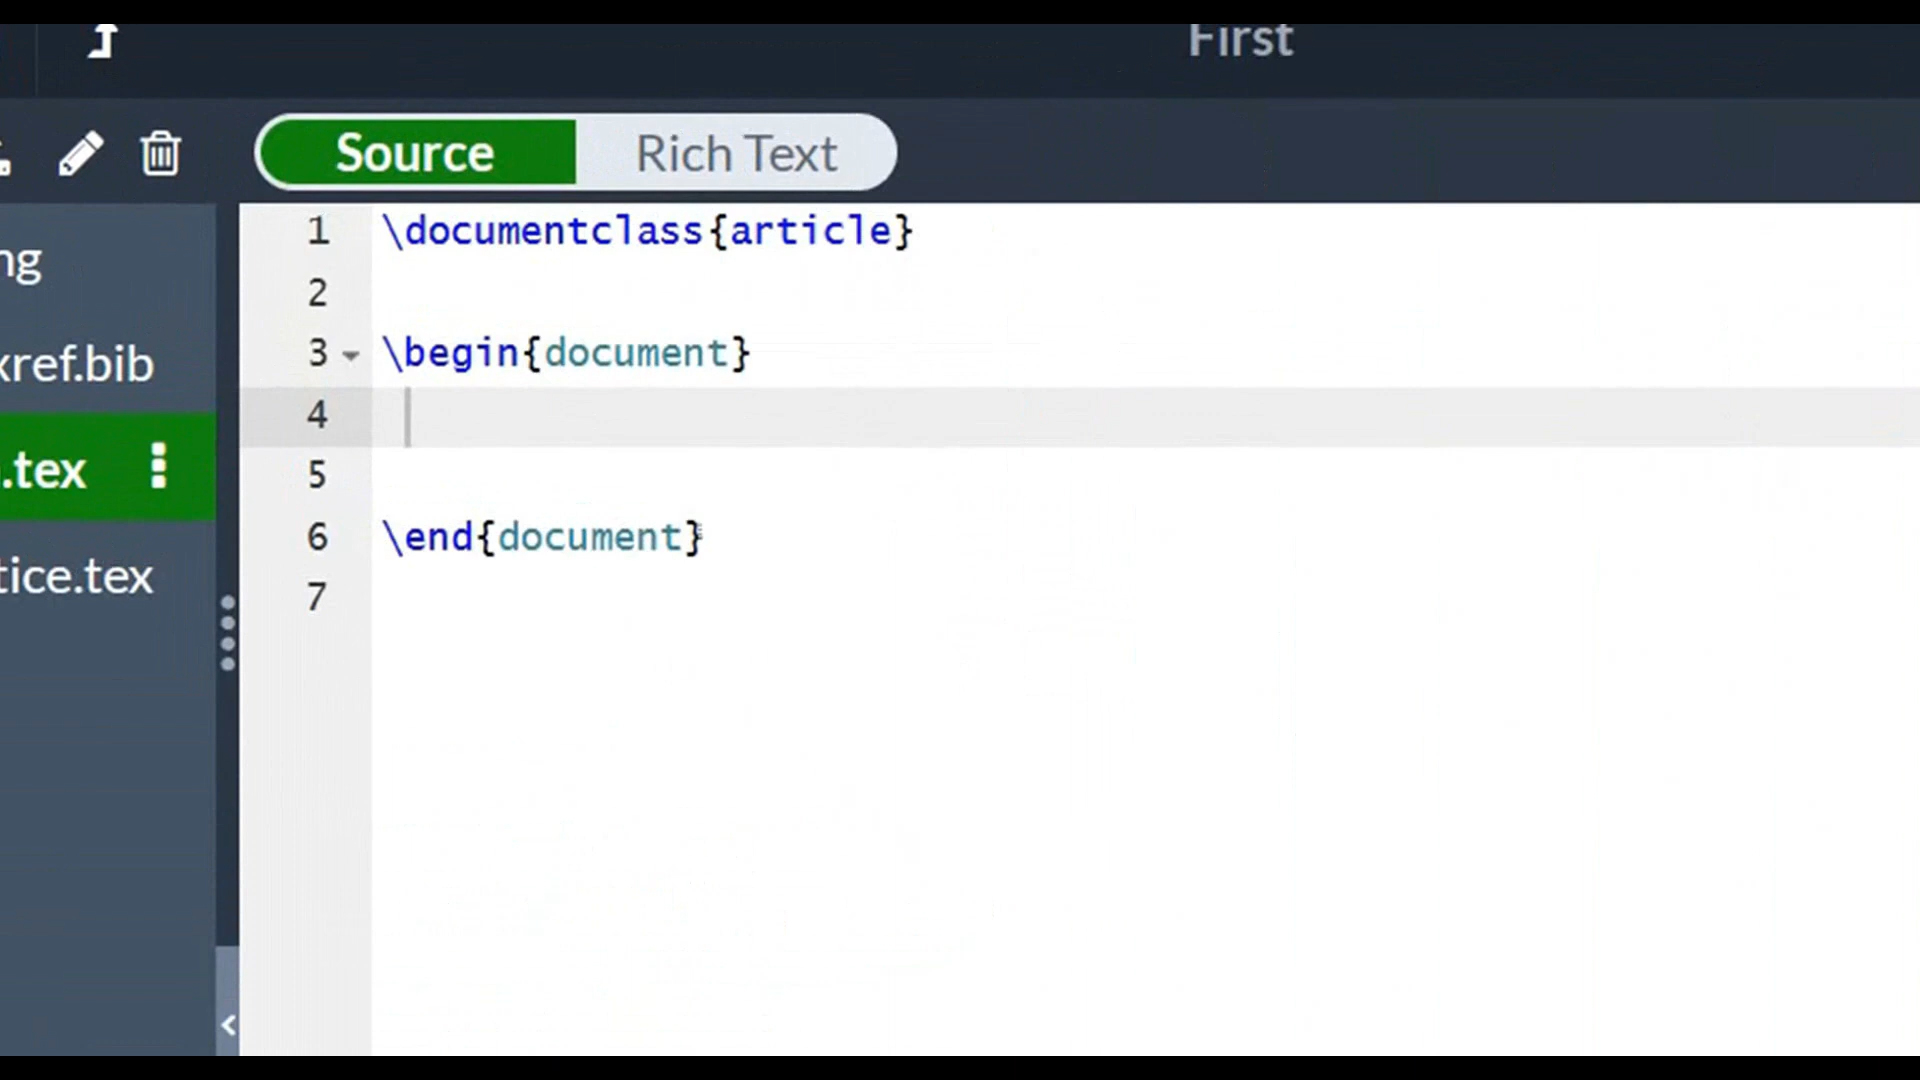 First
Source Rich Text
1 \documentclass{article}
2
3 \begin{document}
4
5
6 \end{document}
7
ng
xref.bib
.tex
tice.tex